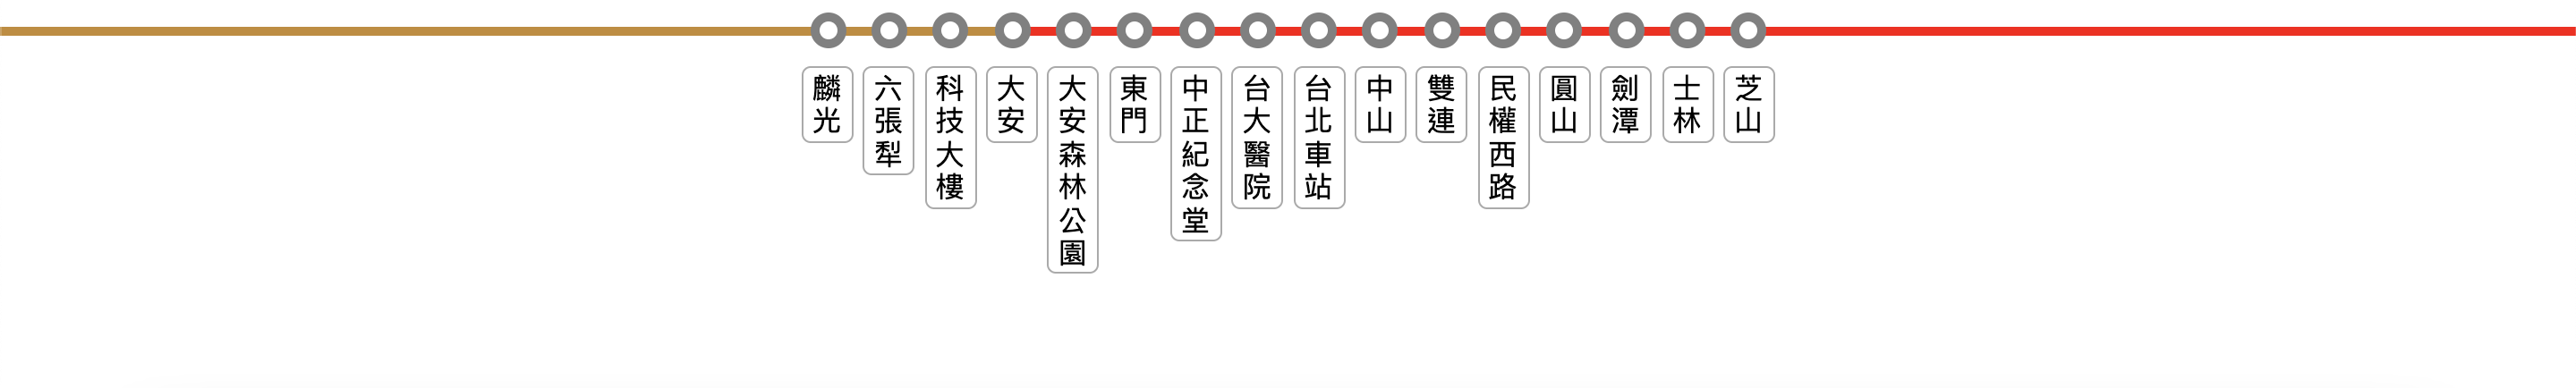 麟光
六張犁
科技大樓
大安
大安森林公園
東門
中正紀念堂
台大醫院
台北車站
中山
雙連
民權西路
圓山
劍潭
士林
芝山